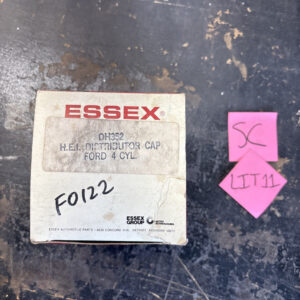 ESSEX
DH352
H.E.I. DISTRIBUTOR CAP
FORD 4 CYL.
F0122
ESSEX
GROUP
SC
LIT11